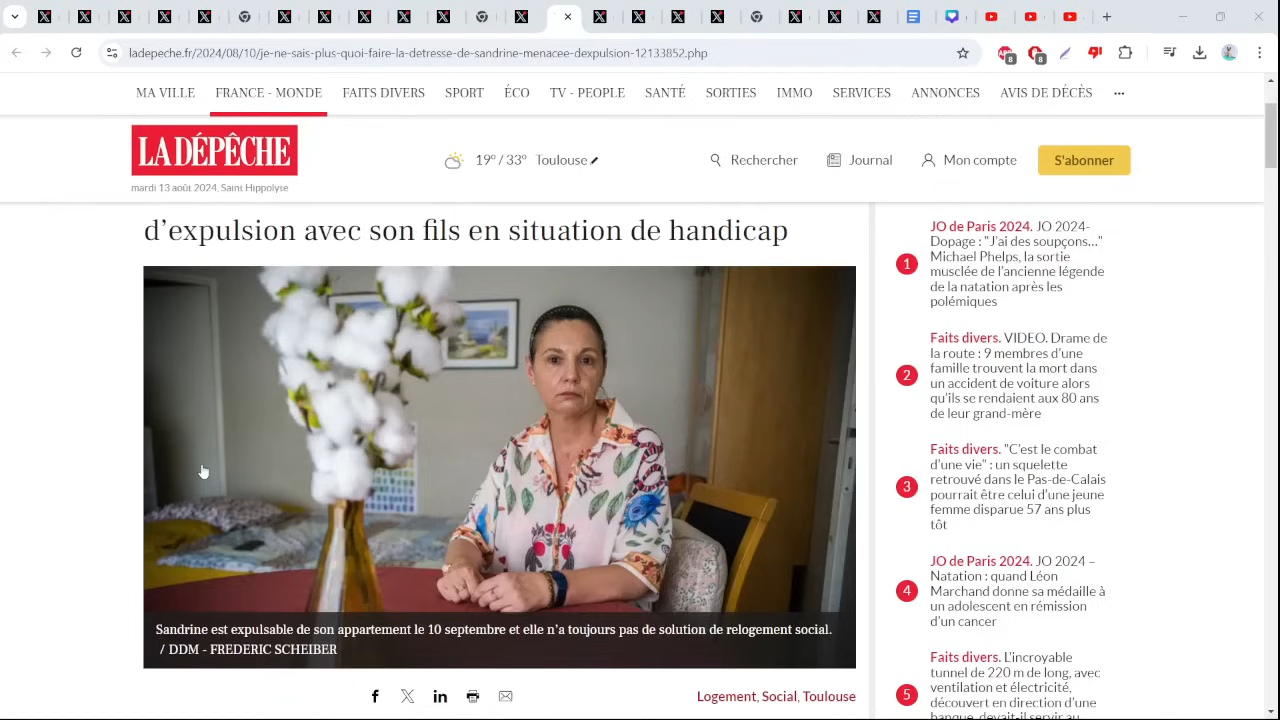 ladepeche.fr/2024/08/10/je-ne-sais-plus-quoi-faire-la-detresse-de-sandrine-menacee-dexpulsion-12133852.php
8
8
MA VILLE
FRANCE - MONDE
FAITS DIVERS
SPORT
ÉCO
TV - PEOPLE
SANTÉ
SORTIES
IMMO
SERVICES
ANNONCES
AVIS DE DÉCÈS
LA DÉPÊCHE
19° / 33° Toulouse
Rechercher
Journal
Mon compte
S'abonner
mardi 13 août 2024, Saint Hippolyte
d'expulsion avec son fils en situation de handicap
Sandrine est expulsable de son appartement le 10 septembre et elle n'a toujours pas de solution de relogement social.
/ DDM - FREDERIC SCHEIBER
Logement, Social, Toulouse
1
JO de Paris 2024. JO 2024-
Dopage : "J'ai des soupçons…"
Michael Phelps, la sortie
musclée de l'ancienne légende
de la natation après les
polémiques
2
Faits divers. VIDEO. Drame de
la route : 9 membres d'une
famille trouvent la mort dans
un accident de voiture alors
qu'ils se rendaient aux 80 ans
de leur grand-mère
3
Faits divers. "C'est le combat
d'une vie" : un squelette
retrouvé dans le Pas-de-Calais
pourrait être celui d'une jeune
femme disparue 57 ans plus
tôt
4
JO de Paris 2024. JO 2024 –
Natation : quand Léon
Marchand donne sa médaille à
un adolescent en rémission
d'un cancer
5
Faits divers. L'incroyable
tunnel de 220 m de long, avec
ventilation et électricité,
découvert en direction d'une
banque, devait-il servir au